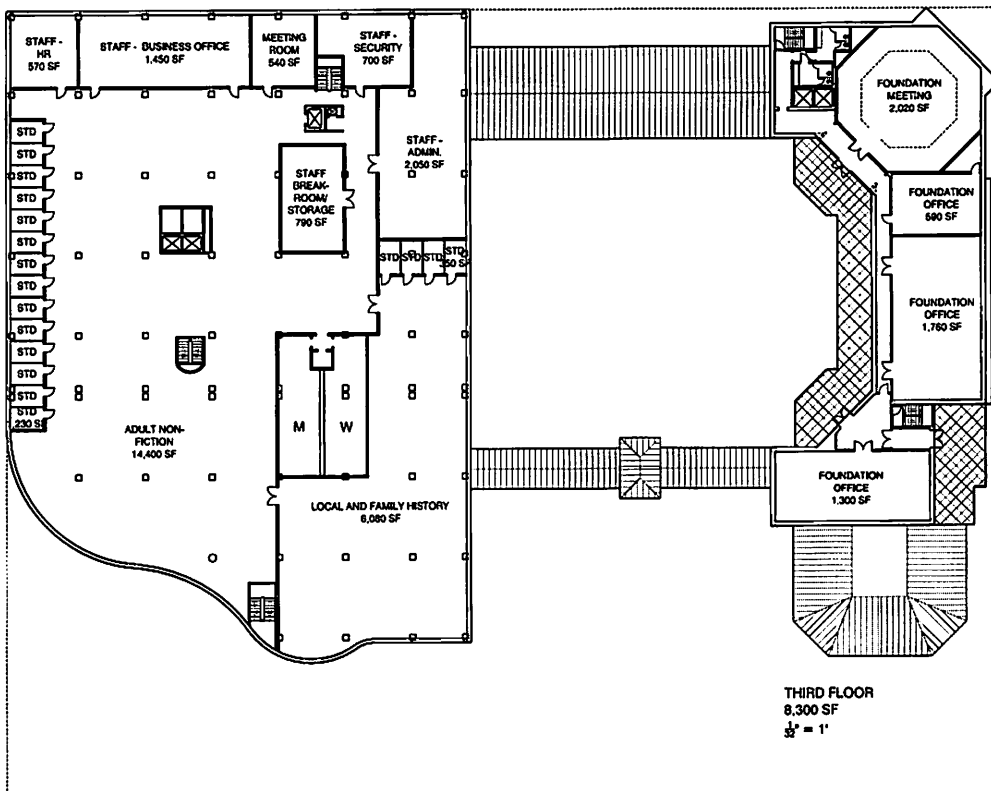 STAFF -
HR
570 SF
STAFF - BUSINESS OFFICE
1,450 SF
MEETING
ROOM
540 SF
STAFF -
SECURITY
700 SF
FOUNDATION
MEETING
2,020 SF
STD
STD
STD
STD
STD
STD
STD
STD
STD
STD
STD
STD
STD
STD
230 SF
STAFF
BREAK-
ROOM/
STORAGE
790 SF
STAFF -
ADMIN.
2,050 SF
STD
STD
STD
STD
350 SF
FOUNDATION
OFFICE
590 SF
FOUNDATION
OFFICE
1,760 SF
ADULT NON-
FICTION
14,400 SF
M
W
LOCAL AND FAMILY HISTORY
6,080 SF
FOUNDATION
OFFICE
1,300 SF
THIRD FLOOR
8,300 SF
1/32" = 1'